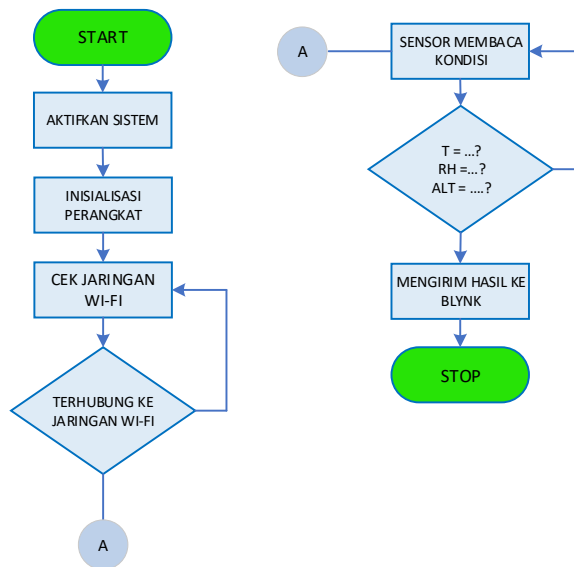 START
AKTIFKAN SISTEM
INISIALISASI
PERANGKAT
CEK JARINGAN
WI-FI
TERHUBUNG KE
JARINGAN WI-FI
A
A
SENSOR MEMBACA
KONDISI
T = ...?
RH =...?
ALT = ....?
MENGIRIM HASIL KE
BLYNK
STOP